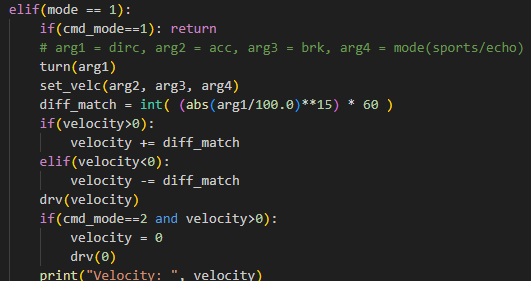 elif(mode == 1):
if(cmd_mode==1): return
# arg1 = dirc, arg2 = acc, arg3 = brk, arg4 = mode(sports/echo)
turn(arg1)
set_velc(arg2, arg3, arg4)
diff_match = int( (abs(arg1/100.0)**15) * 60 )
if(velocity>0):
velocity += diff_match
elif(velocity<0):
velocity -= diff_match
drv(velocity)
if(cmd_mode==2 and velocity>0):
velocity = 0
drv(0)
print("Velocity: ", velocity)